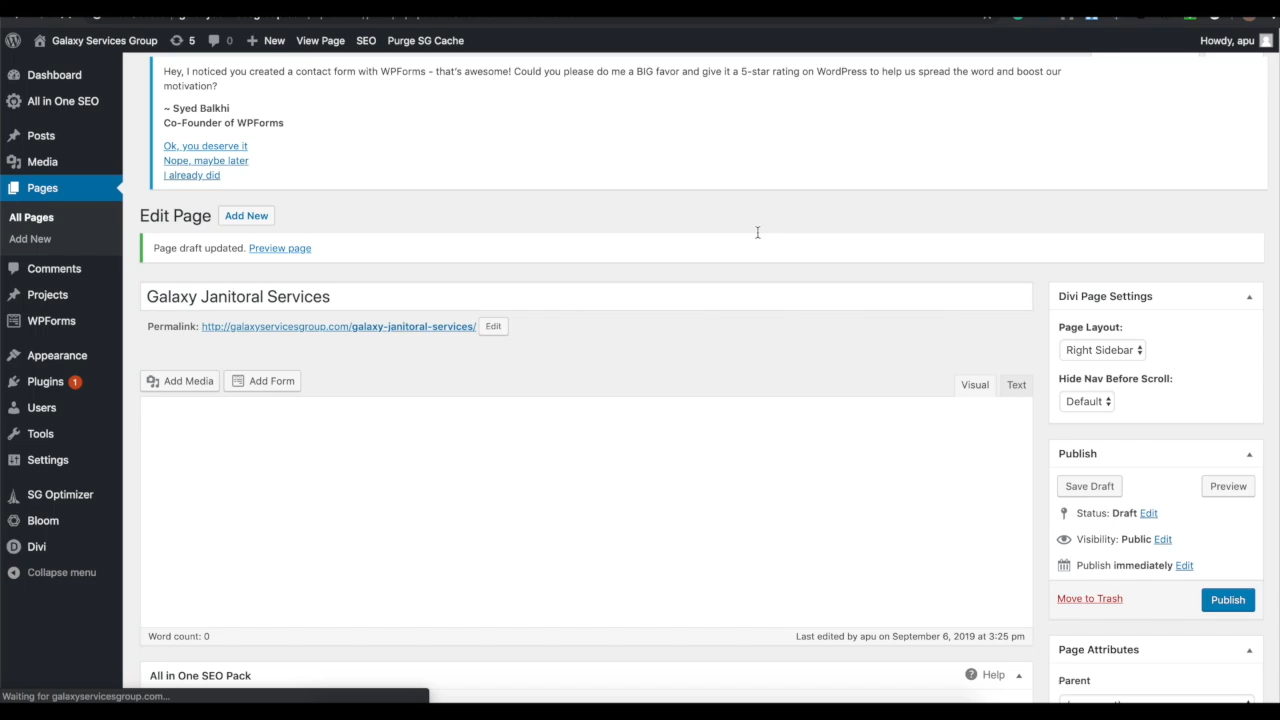 Galaxy Services Group 5 0 New View Page SEO Purge SG Cache Howdy, apu
Dashboard
All in One SEO
Posts
Media
Pages
All Pages
Add New
Comments
Projects
WPForms
Appearance
Plugins 1
Users
Tools
Settings
SG Optimizer
Bloom
Divi
Collapse menu
Hey, I noticed you created a contact form with WPForms - that's awesome! Could you please do me a BIG favor and give it a 5-star rating on WordPress to help us spread the word and boost our
motivation?
~ Syed Balkhi
Co-Founder of WPForms
Ok, you deserve it
Nope, maybe later
I already did
Edit Page Add New
Page draft updated. Preview page
Galaxy Janitoral Services
Permalink: http://galaxyservicesgroup.com/galaxy-janitoral-services/ Edit
Add Media Add Form Visual Text
Word count: 0 Last edited by apu on September 6, 2019 at 3:25 pm
All in One SEO Pack Help
Divi Page Settings
Page Layout:
Right Sidebar
Hide Nav Before Scroll:
Default
Publish
Save Draft Preview
Status: Draft Edit
Visibility: Public Edit
Publish immediately Edit
Move to Trash Publish
Page Attributes
Parent
Waiting for galaxyservicesgroup.com...